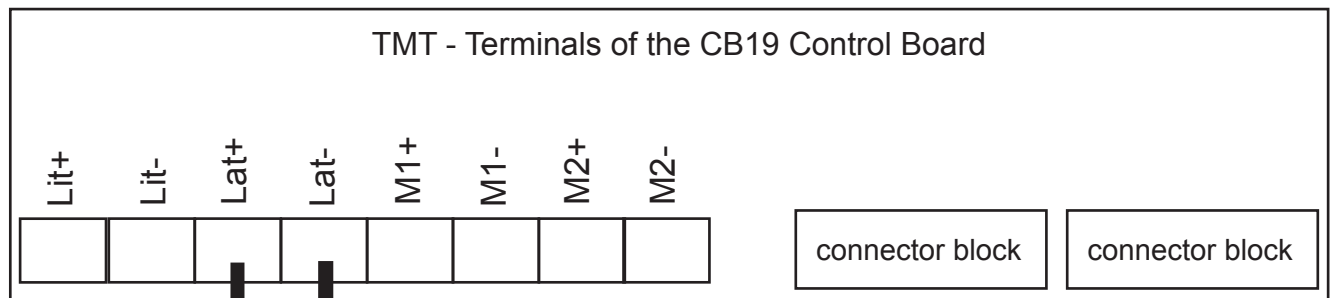 TMT - Terminals of the CB19 Control Board
Lit+
Lit-
Lat+
Lat-
M1+
M1-
M2+
M2-
connector block
connector block